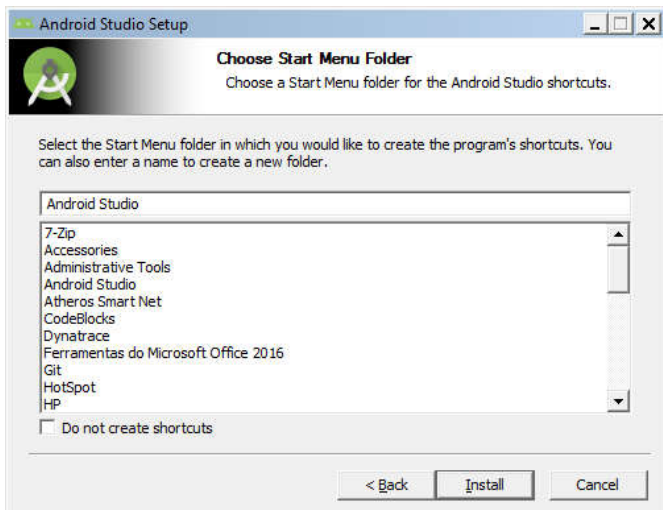 Android Studio Setup
Choose Start Menu Folder
Choose a Start Menu folder for the Android Studio shortcuts.
Select the Start Menu folder in which you would like to create the program's shortcuts. You
can also enter a name to create a new folder.
Android Studio
7-Zip
Accessories
Administrative Tools
Android Studio
Atheros Smart Net
CodeBlocks
Dynatrace
Ferramentas do Microsoft Office 2016
Git
HotSpot
HP
Do not create shortcuts
< Back
Install
Cancel